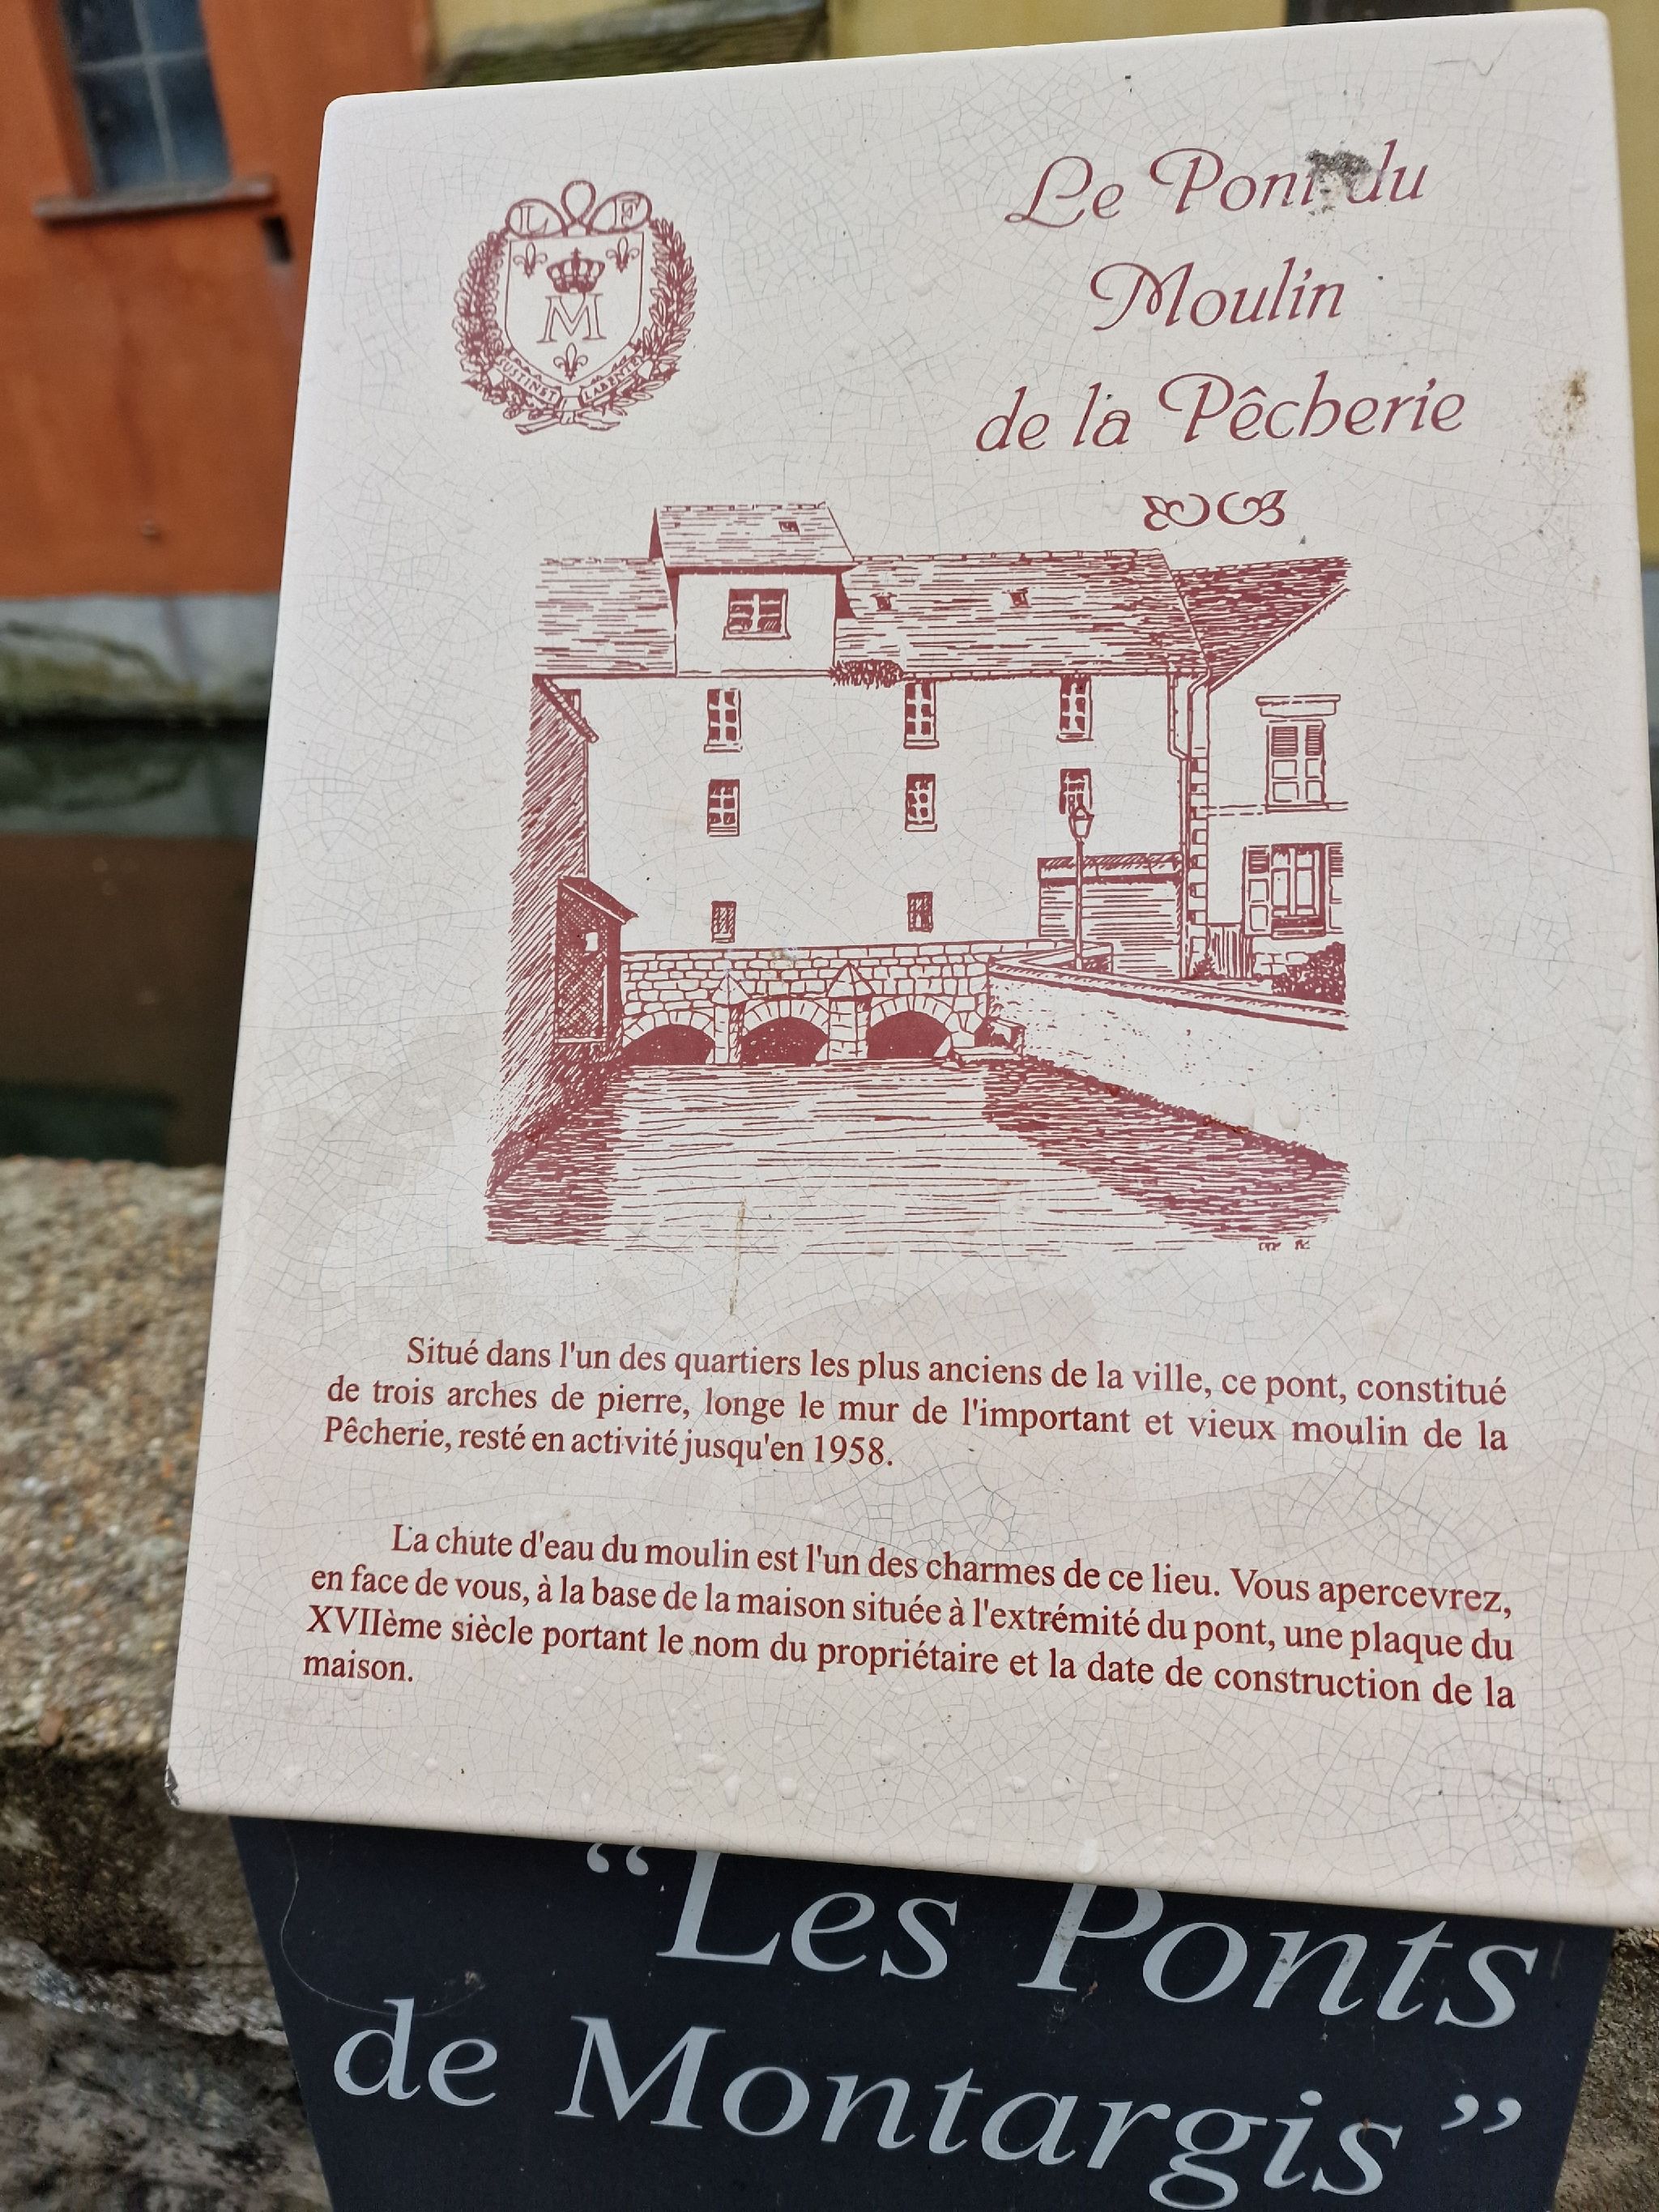 L F
M
SUSTINET LABENTE
Le Pont du
Moulin
de la Pêcherie
Situé dans l'un des quartiers les plus anciens de la ville, ce pont, constitué
de trois arches de pierre, longe le mur de l'important et vieux moulin de la
Pêcherie, resté en activité jusqu'en 1958.
La chute d'eau du moulin est l'un des charmes de ce lieu. Vous apercevrez,
en face de vous, à la base de la maison située à l'extrémité du pont, une plaque du
XVIIème siècle portant le nom du propriétaire et la date de construction de la
maison.
“Les Ponts
de Montargis”